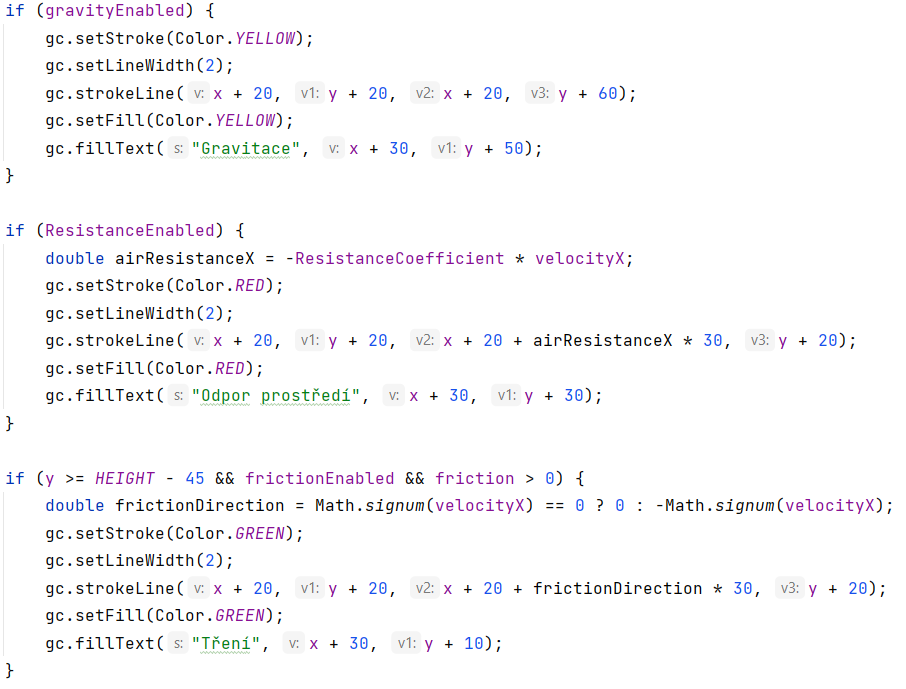 if (gravityEnabled) {
    gc.setStroke(Color.YELLOW);
    gc.setLineWidth(2);
    gc.strokeLine( v: x + 20, v1: y + 20, v2: x + 20, v3: y + 60);
    gc.setFill(Color.YELLOW);
    gc.fillText( s: "Gravitace", v: x + 30, v1: y + 50);
}

if (ResistanceEnabled) {
    double airResistanceX = -ResistanceCoefficient * velocityX;
    gc.setStroke(Color.RED);
    gc.setLineWidth(2);
    gc.strokeLine( v: x + 20, v1: y + 20, v2: x + 20 + airResistanceX * 30, v3: y + 20);
    gc.setFill(Color.RED);
    gc.fillText( s: "Odpor prostředí", v: x + 30, v1: y + 30);
}

if (y >= HEIGHT - 45 && frictionEnabled && friction > 0) {
    double frictionDirection = Math.signum(velocityX) == 0 ? 0 : -Math.signum(velocityX);
    gc.setStroke(Color.GREEN);
    gc.setLineWidth(2);
    gc.strokeLine( v: x + 20, v1: y + 20, v2: x + 20 + frictionDirection * 30, v3: y + 20);
    gc.setFill(Color.GREEN);
    gc.fillText( s: "Tření", v: x + 30, v1: y + 10);
}